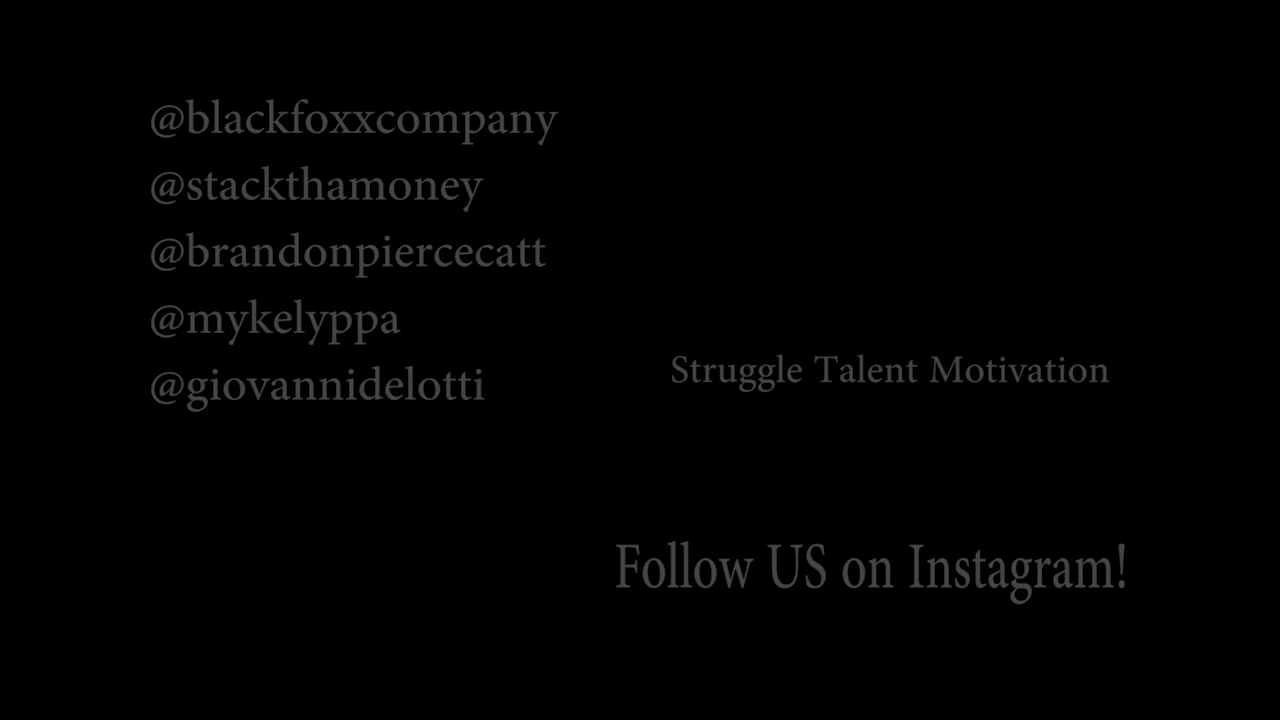 @blackfoxxcompany
@stackthamoney
@brandonpiercecatt
@mykelyppa
@giovannidelotti
Struggle Talent Motivation
Follow US on Instagram!